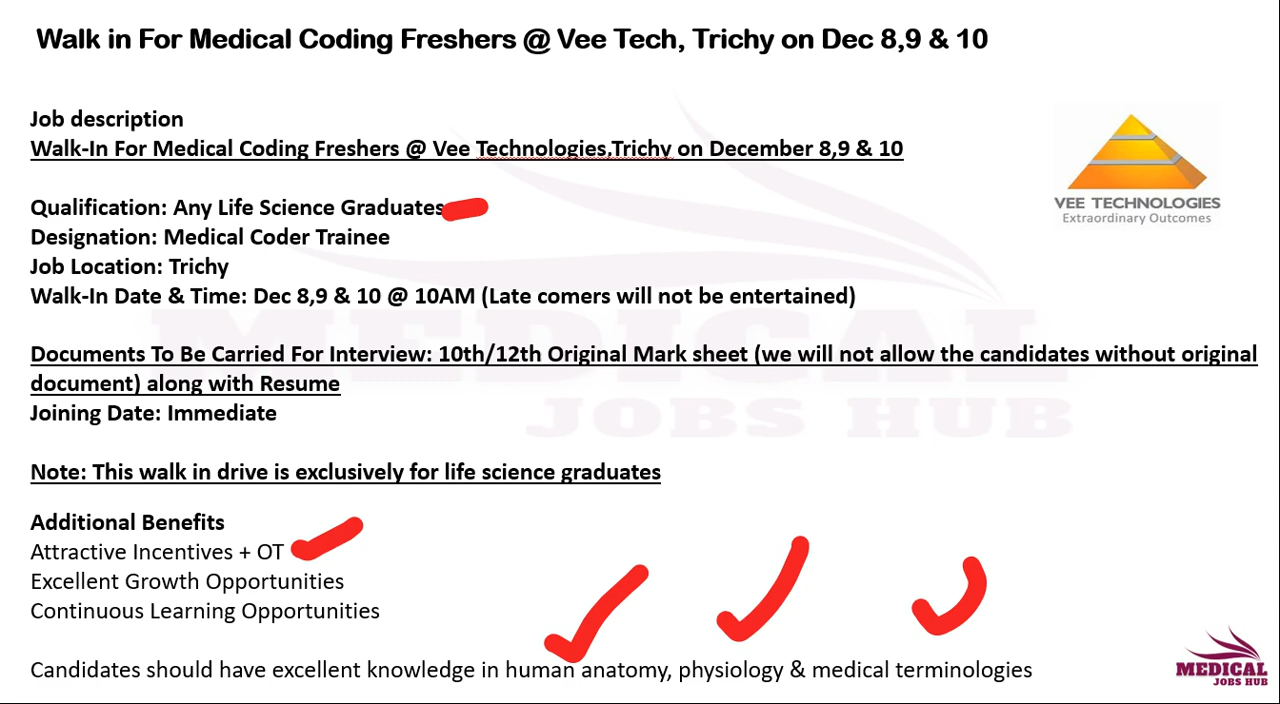 Walk in For Medical Coding Freshers @ Vee Tech, Trichy on Dec 8,9 & 10
Job description
Walk-In For Medical Coding Freshers @ Vee Technologies,Trichy on December 8,9 & 10
VEE TECHNOLOGIES
Extraordinary Outcomes
Qualification: Any Life Science Graduates
Designation: Medical Coder Trainee
Job Location: Trichy
Walk-In Date & Time: Dec 8,9 & 10 @ 10AM (Late comers will not be entertained)
Documents To Be Carried For Interview: 10th/12th Original Mark sheet (we will not allow the candidates without original
document) along with Resume
Joining Date: Immediate
Note: This walk in drive is exclusively for life science graduates
Additional Benefits
Attractive Incentives + OT
Excellent Growth Opportunities
Continuous Learning Opportunities
Candidates should have excellent knowledge in human anatomy, physiology & medical terminologies
MEDICAL
JOBS HUB
MEDICAL
JOBS HUB